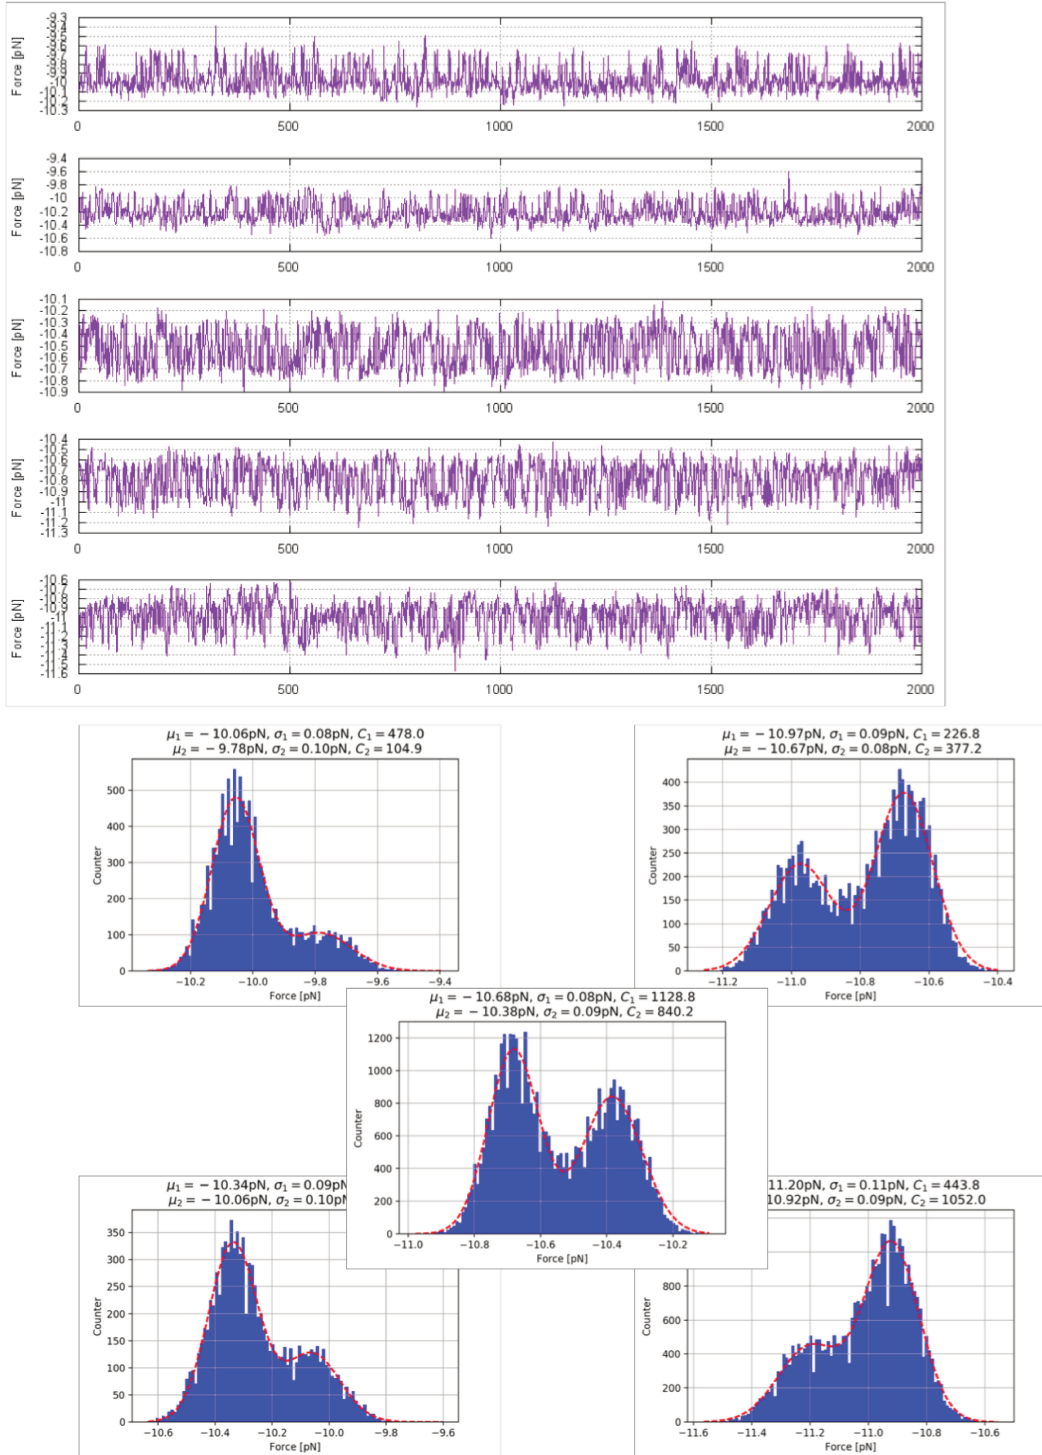 -9.3
-9.4
-9.5
-9.6
-9.7
-9.8
-9.9
-10
-10.1
-10.2
-10.3
Force [pN]
0 500 1000 1500 2000
-9.4
-9.6
-9.8
-10
-10.2
-10.4
-10.6
-10.8
Force [pN]
0 500 1000 1500 2000
-10.1
-10.2
-10.3
-10.4
-10.5
-10.6
-10.7
-10.8
-10.9
Force [pN]
0 500 1000 1500 2000
-10.4
-10.5
-10.6
-10.7
-10.8
-10.9
-11
-11.1
-11.2
-11.3
Force [pN]
0 500 1000 1500 2000
-10.6
-10.7
-10.8
-10.9
-11
-11.1
-11.2
-11.3
-11.4
-11.5
-11.6
Force [pN]
0 500 1000 1500 2000
μ₁ = −10.06pN, σ₁ = 0.08pN, C₁ = 478.0
μ₂ = −9.78pN, σ₂ = 0.10pN, C₂ = 104.9
500
400
300
200
100
0
Counter
−10.2 −10.0 −9.8 −9.6 −9.4
Force [pN]
μ₁ = −10.97pN, σ₁ = 0.09pN, C₁ = 226.8
μ₂ = −10.67pN, σ₂ = 0.08pN, C₂ = 377.2
400
350
300
250
200
150
100
50
0
Counter
−11.2 −11.0 −10.8 −10.6 −10.4
Force [pN]
μ₁ = −10.68pN, σ₁ = 0.08pN, C₁ = 1128.8
μ₂ = −10.38pN, σ₂ = 0.09pN, C₂ = 840.2
1200
1000
800
600
400
200
0
Counter
−11.0 −10.8 −10.6 −10.4 −10.2
Force [pN]
μ₁ = −10.34pN, σ₁ = 0.09pN
μ₂ = −10.06pN, σ₂ = 0.10pN
350
300
250
200
150
100
50
0
Counter
−10.6 −10.4 −10.2 −10.0 −9.8 −9.6
Force [pN]
11.20pN, σ₁ = 0.11pN, C₁ = 443.8
10.92pN, σ₂ = 0.09pN, C₂ = 1052.0
800
600
400
200
0
Counter
−11.6 −11.4 −11.2 −11.0 −10.8 −10.6
Force [pN]